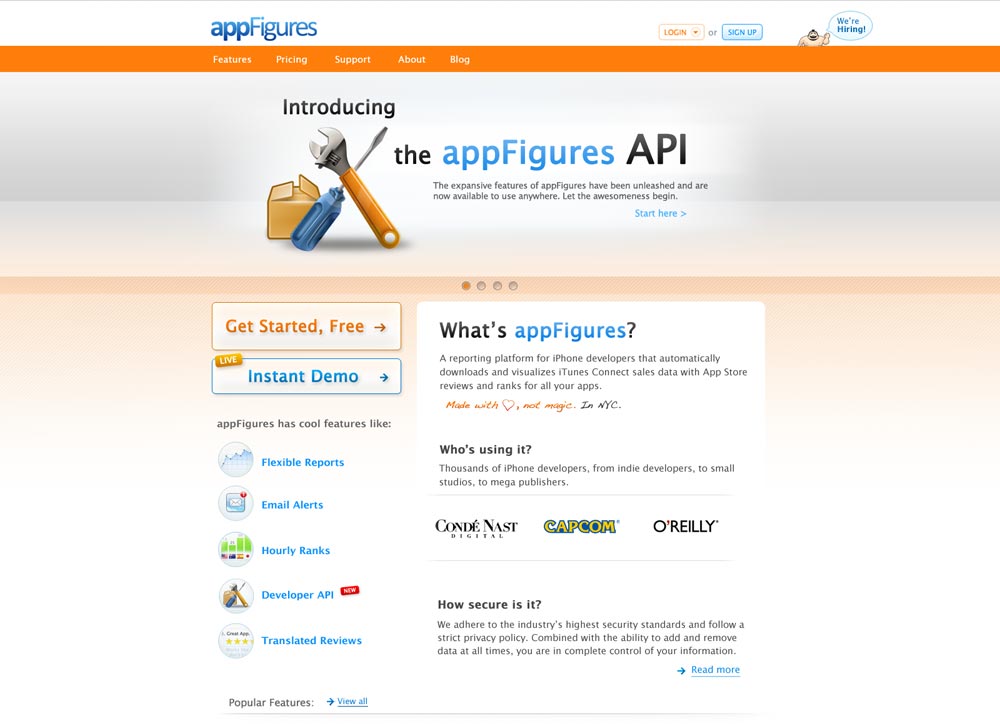 appFigures
LOGIN or SIGN UP
We're
Hiring!
Features Pricing Support About Blog
Introducing
the appFigures API
The expansive features of appFigures have been unleashed and are
now available to use anywhere. Let the awesomeness begin.
Start here >
Get Started, Free →
LIVE
Instant Demo →
appFigures has cool features like:
Flexible Reports
Email Alerts
Hourly Ranks
Developer API NEW
Great App.
Translated Reviews
Popular Features: → View all
What's appFigures?
A reporting platform for iPhone developers that automatically
downloads and visualizes iTunes Connect sales data with App Store
reviews and ranks for all your apps.
Made with ♡, not magic. In NYC.
Who's using it?
Thousands of iPhone developers, from indie developers, to small
studios, to mega publishers.
CONDÉ NAST
DIGITAL
CAPCOM
O'REILLY
How secure is it?
We adhere to the industry's highest security standards and follow a
strict privacy policy. Combined with the ability to add and remove
data at all times, you are in complete control of your information.
→ Read more